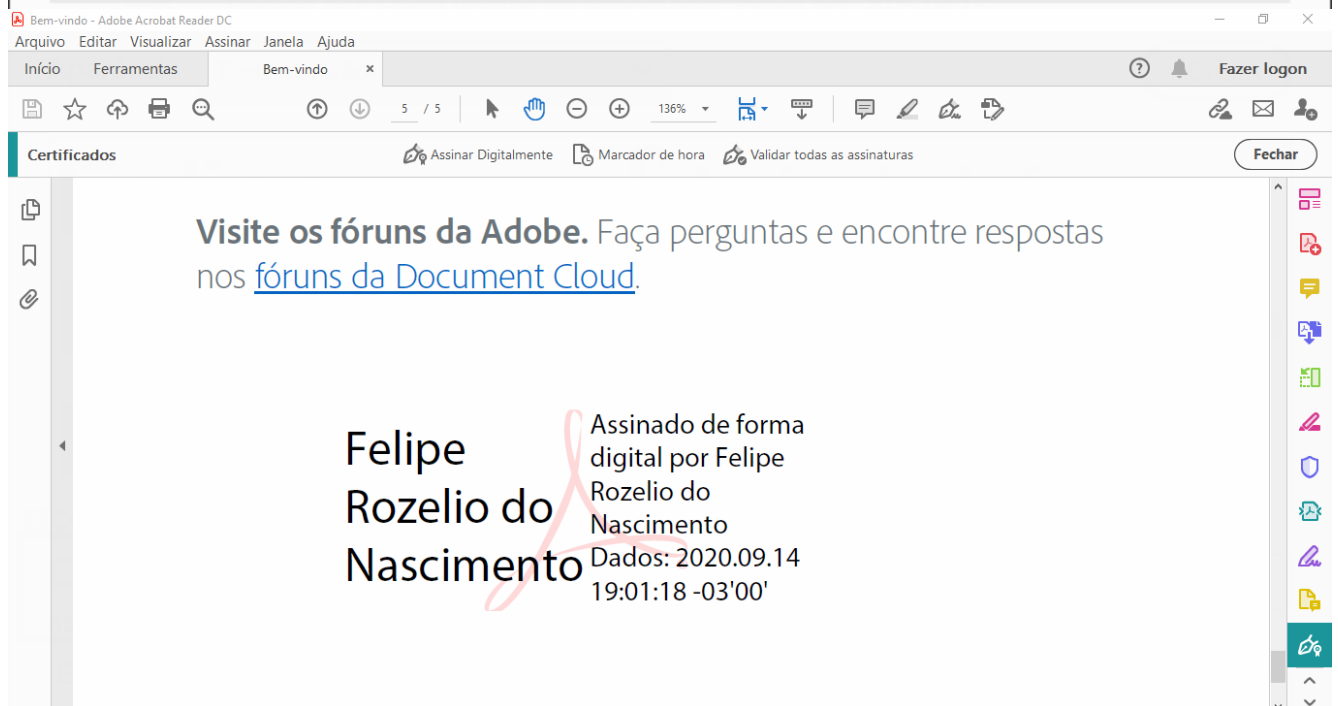 Bem-vindo - Adobe Acrobat Reader DC
Arquivo Editar Visualizar Assinar Janela Ajuda
Início Ferramentas Bem-vindo × Fazer logon
5 / 5 136%
Certificados Assinar Digitalmente Marcador de hora Validar todas as assinaturas Fechar
Visite os fóruns da Adobe. Faça perguntas e encontre respostas
nos fóruns da Document Cloud.
Felipe
Rozelio do
Nascimento
Assinado de forma
digital por Felipe
Rozelio do
Nascimento
Dados: 2020.09.14
19:01:18 -03'00'